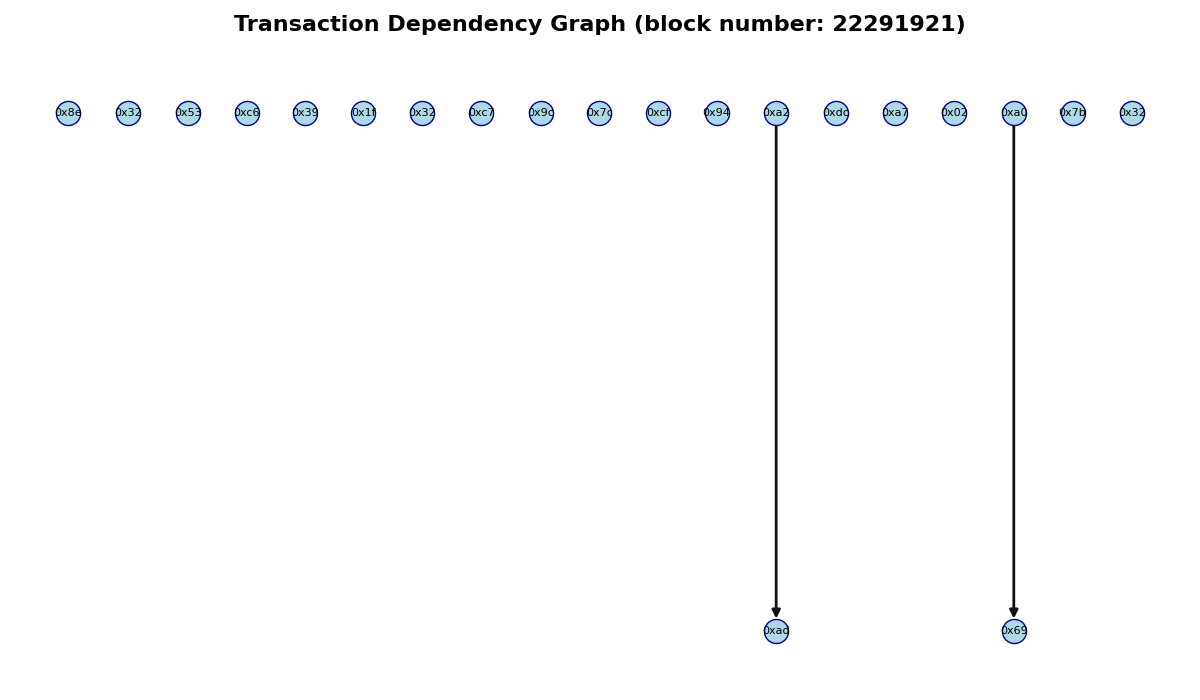 Transaction Dependency Graph (block number: 22291921)
0x8e 0x32 0x53 0xc6 0x39 0x1f 0x32 0xc7 0x9c 0x7c 0xcf 0x94 0xa2 0xdc 0xa7 0x02 0xa0 0x7b 0x32
0xad 0x69